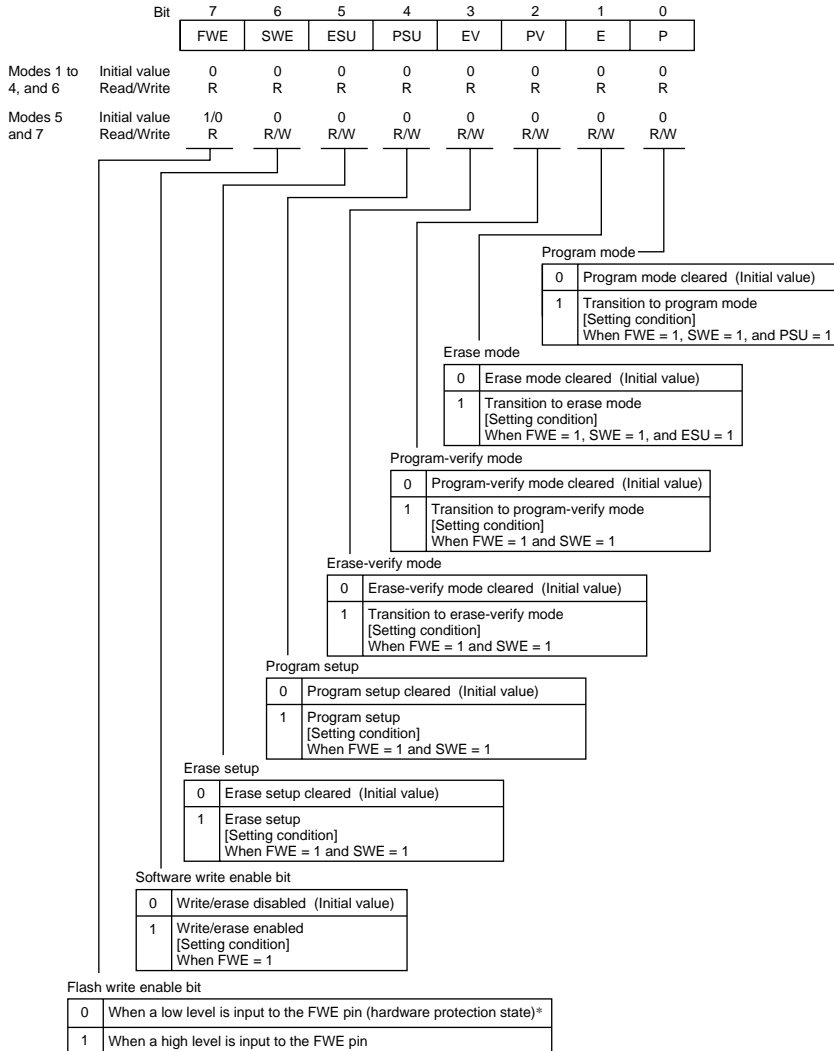 Bit 7 6 5 4 3 2 1 0
FWE SWE ESU PSU EV PV E P
Modes 1 to Initial value 0 0 0 0 0 0 0 0
4, and 6 Read/Write R R R R R R R R
Modes 5 Initial value 1/0 0 0 0 0 0 0 0
and 7 Read/Write R R/W R/W R/W R/W R/W R/W R/W
Program mode
0 Program mode cleared (Initial value)
1 Transition to program mode
[Setting condition]
When FWE = 1, SWE = 1, and PSU = 1
Erase mode
0 Erase mode cleared (Initial value)
1 Transition to erase mode
[Setting condition]
When FWE = 1, SWE = 1, and ESU = 1
Program-verify mode
0 Program-verify mode cleared (Initial value)
1 Transition to program-verify mode
[Setting condition]
When FWE = 1 and SWE = 1
Erase-verify mode
0 Erase-verify mode cleared (Initial value)
1 Transition to erase-verify mode
[Setting condition]
When FWE = 1 and SWE = 1
Program setup
0 Program setup cleared (Initial value)
1 Program setup
[Setting condition]
When FWE = 1 and SWE = 1
Erase setup
0 Erase setup cleared (Initial value)
1 Erase setup
[Setting condition]
When FWE = 1 and SWE = 1
Software write enable bit
0 Write/erase disabled (Initial value)
1 Write/erase enabled
[Setting condition]
When FWE = 1
Flash write enable bit
0 When a low level is input to the FWE pin (hardware protection state)*
1 When a high level is input to the FWE pin